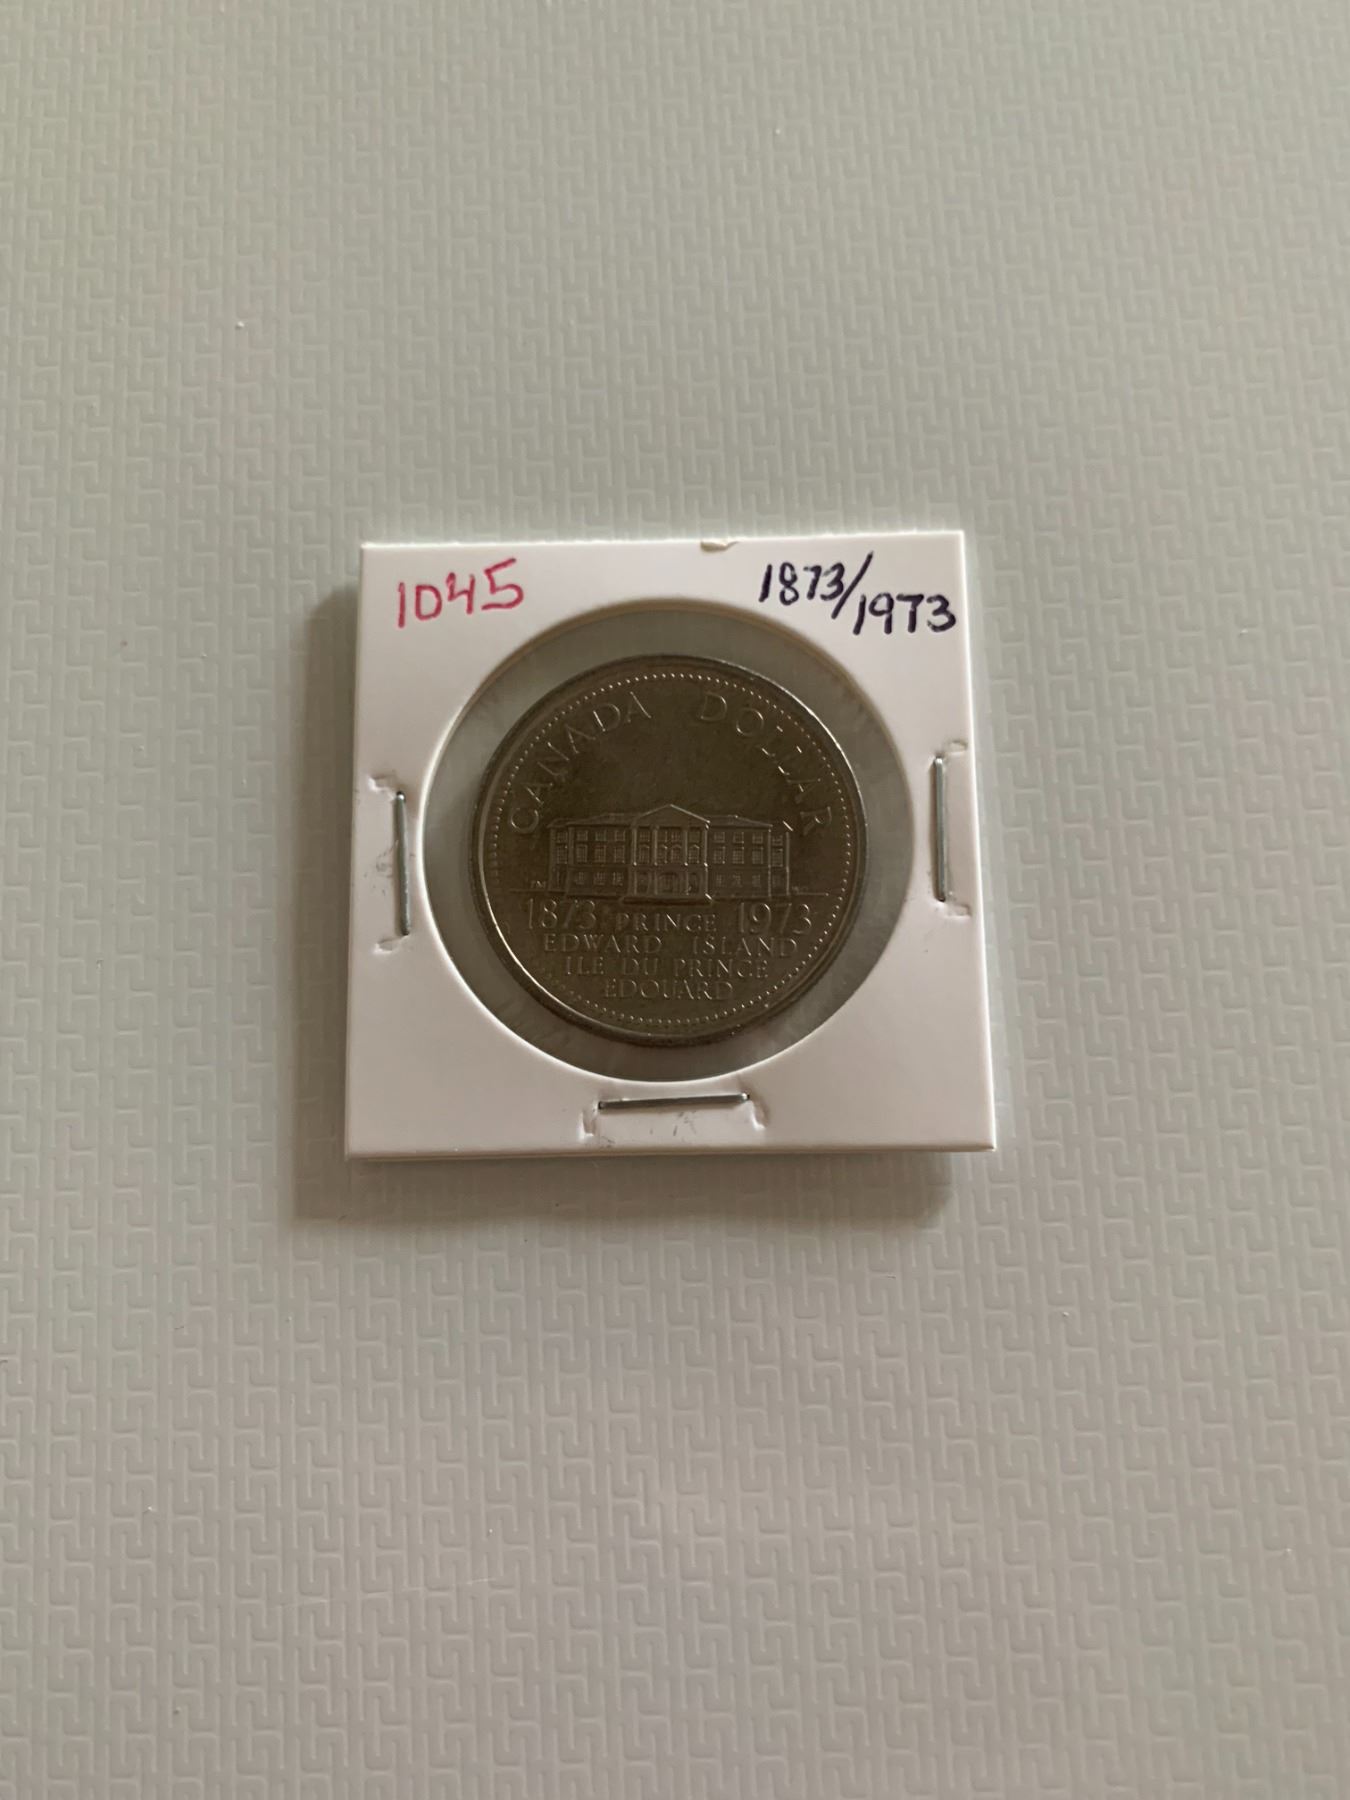 1045
1873/1973
CANADA DOLLAR
1873 PRINCE 1973
EDWARD ISLAND
ILE DU PRINCE
EDOUARD